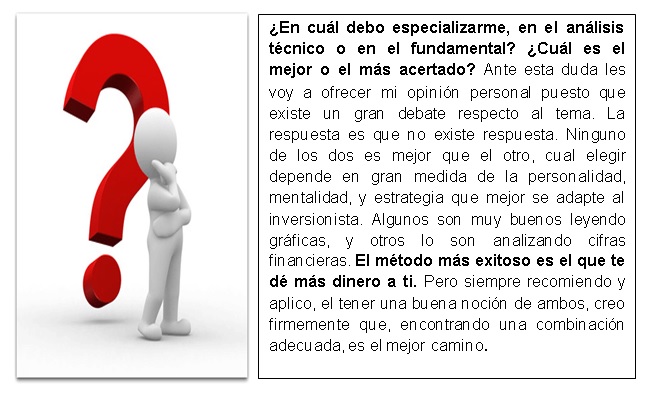 ¿En cuál debo especializarme, en el análisis
técnico o en el fundamental? ¿Cuál es el
mejor o el más acertado? Ante esta duda les
voy a ofrecer mi opinión personal puesto que
existe un gran debate respecto al tema. La
respuesta es que no existe respuesta. Ninguno
de los dos es mejor que el otro, cual elegir
depende en gran medida de la personalidad,
mentalidad, y estrategia que mejor se adapte al
inversionista. Algunos son muy buenos leyendo
gráficas, y otros lo son analizando cifras
financieras. El método más exitoso es el que te
dé más dinero a ti. Pero siempre recomiendo y
aplico, el tener una buena noción de ambos, creo
firmemente que, encontrando una combinación
adecuada, es el mejor camino.